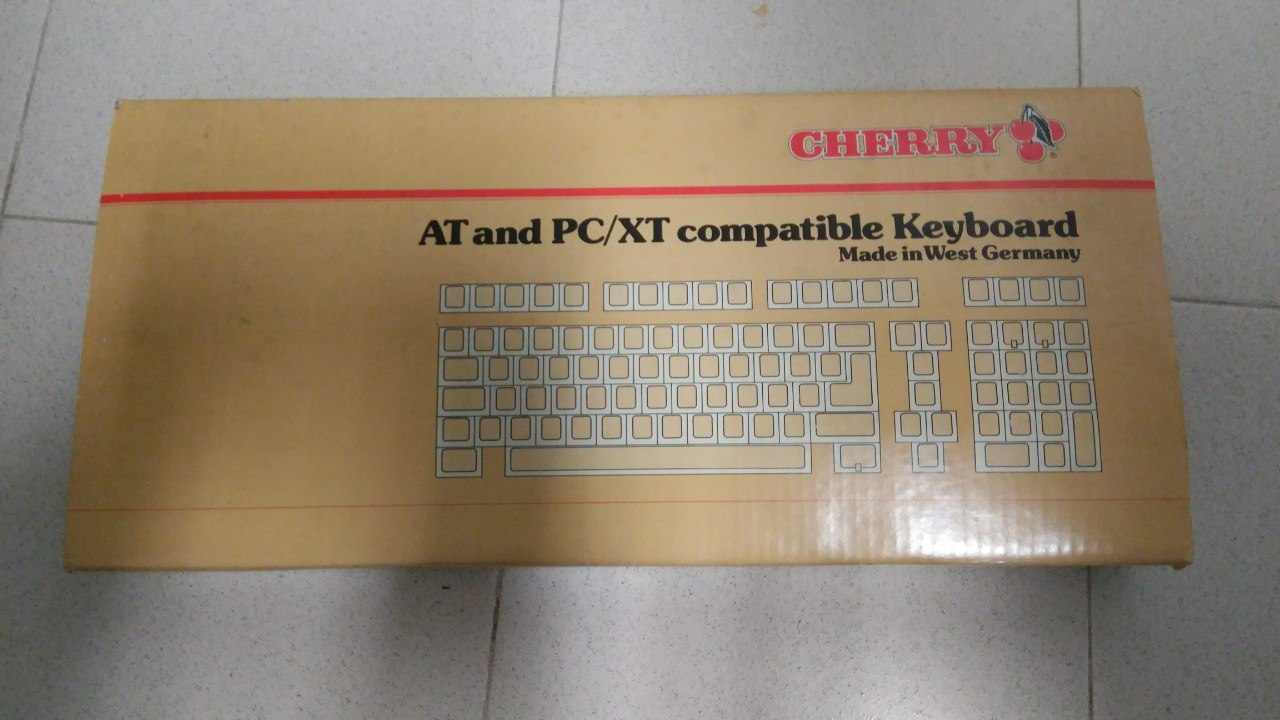 CHERRY
AT and PC/XT compatible Keyboard
Made in West Germany